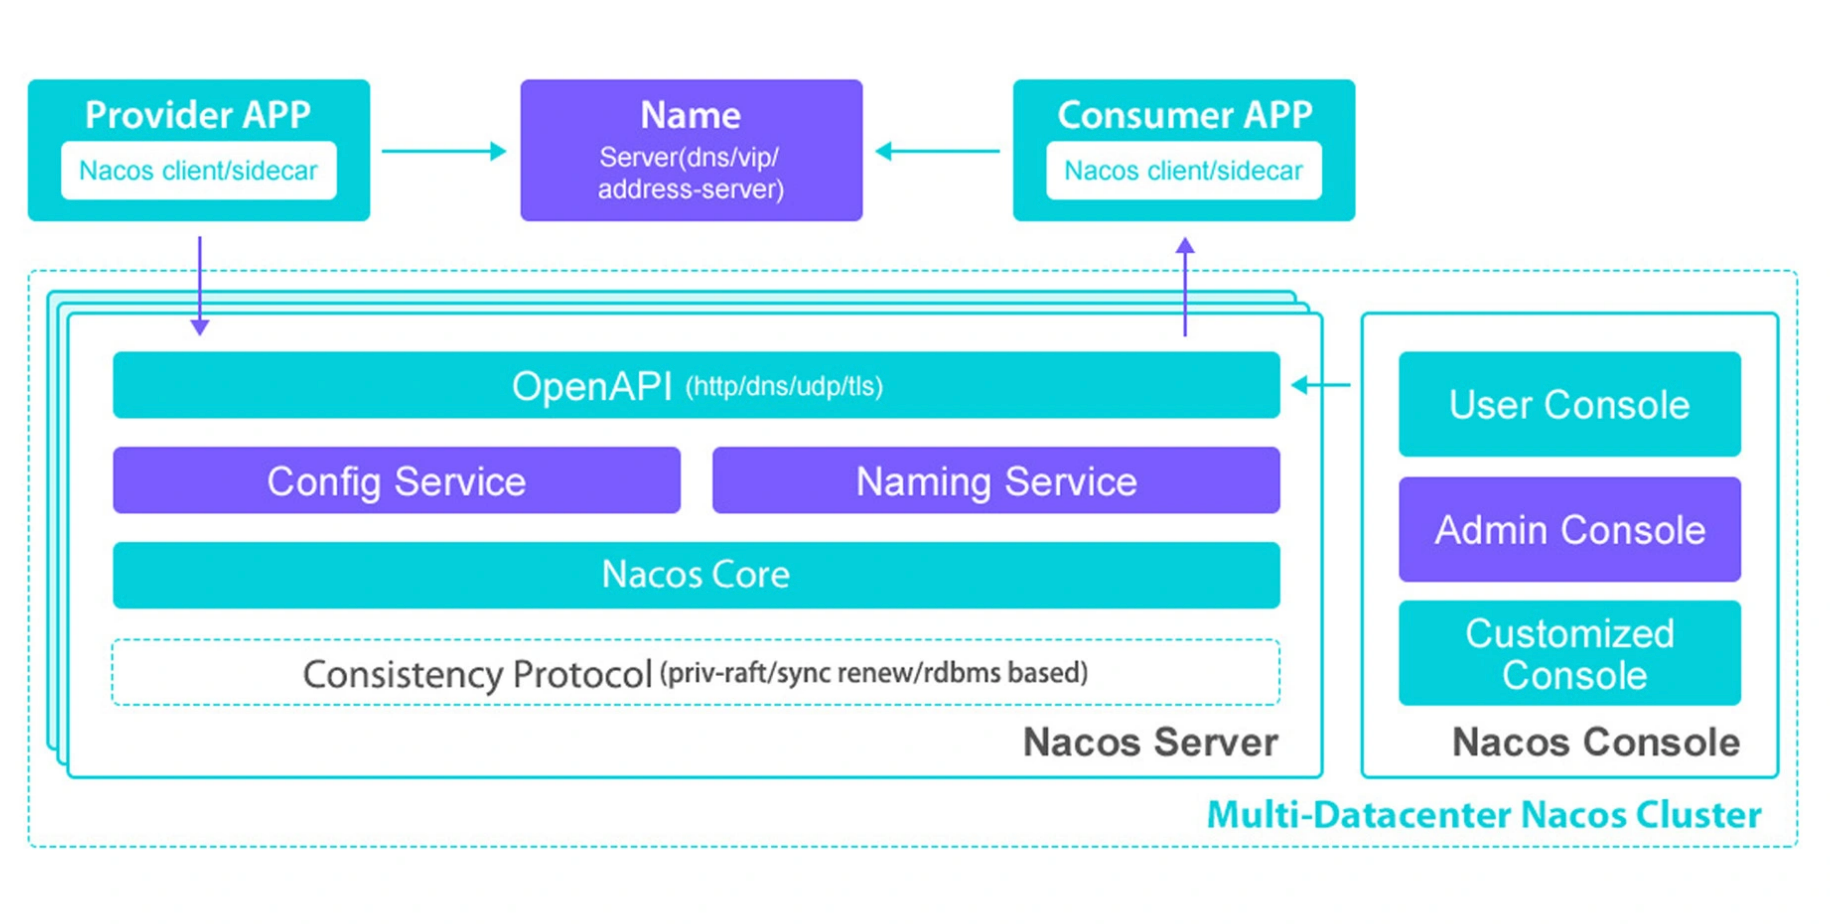 Provider APP
Nacos client/sidecar
Name
Server(dns/vip/
address-server)
Consumer APP
Nacos client/sidecar
OpenAPI (http/dns/udp/tls)
Config Service
Naming Service
Nacos Core
Consistency Protocol (priv-raft/sync renew/rdbms based)
Nacos Server
User Console
Admin Console
Customized
Console
Nacos Console
Multi-Datacenter Nacos Cluster